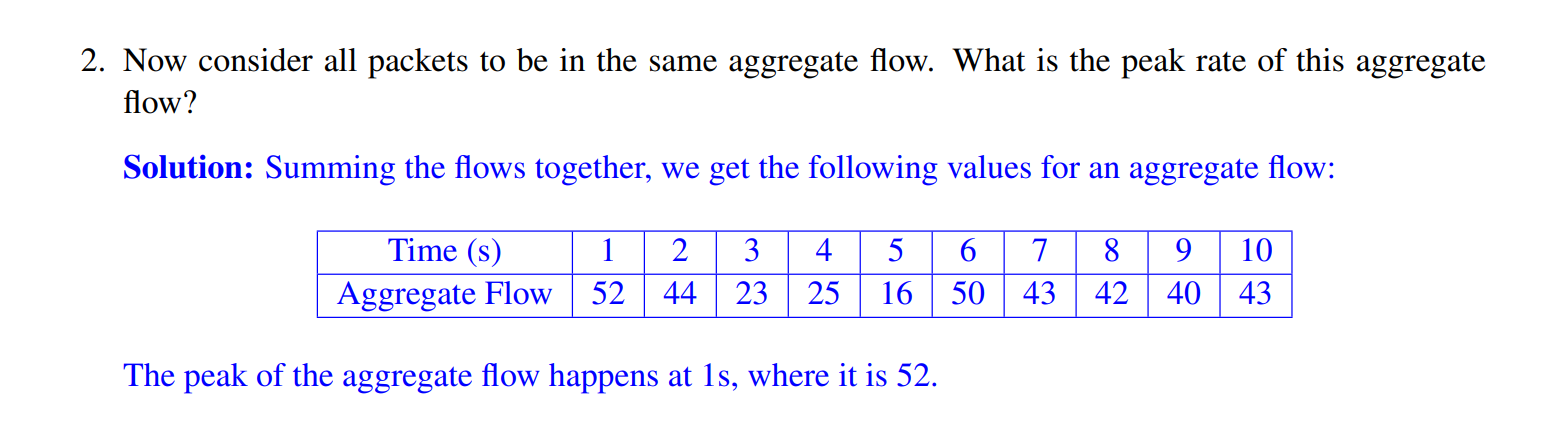 2. Now consider all packets to be in the same aggregate flow. What is the peak rate of this aggregate
flow?
Solution: Summing the flows together, we get the following values for an aggregate flow:
Time (s) 1 2 3 4 5 6 7 8 9 10
Aggregate Flow 52 44 23 25 16 50 43 42 40 43
The peak of the aggregate flow happens at 1s, where it is 52.